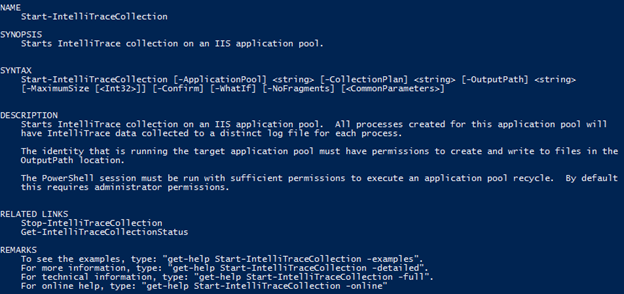 NAME
Start-IntelliTraceCollection
SYNOPSIS
Starts IntelliTrace collection on an IIS application pool.
SYNTAX
Start-IntelliTraceCollection [-ApplicationPool] <string> [-CollectionPlan] <string> [-OutputPath] <string>
[-MaximumSize [<Int32>]] [-Confirm] [-WhatIf] [-NoFragments] [<CommonParameters>]
DESCRIPTION
Starts IntelliTrace collection on an IIS application pool.  All processes created for this application pool will
have IntelliTrace data collected to a distinct log file for each process.
The identity that is running the target application pool must have permissions to create and write to files in the
OutputPath location.
The PowerShell session must be run with sufficient permissions to execute an application pool recycle.  By default
this requires administrator permissions.
RELATED LINKS
Stop-IntelliTraceCollection
Get-IntelliTraceCollectionStatus
REMARKS
To see the examples, type: "get-help Start-IntelliTraceCollection -examples".
For more information, type: "get-help Start-IntelliTraceCollection -detailed".
For technical information, type: "get-help Start-IntelliTraceCollection -full".
For online help, type: "get-help Start-IntelliTraceCollection -online"